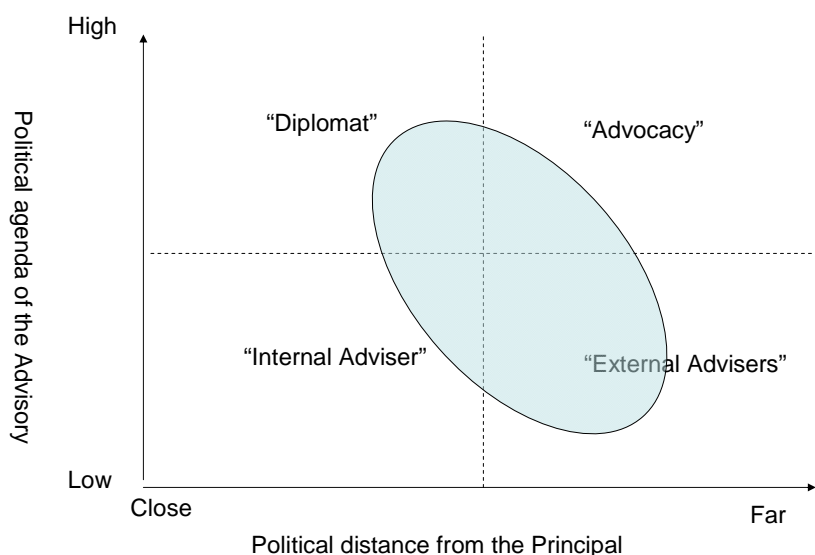 High
“Diplomat”
“Advocacy”
Political agenda of the Advisory
“Internal Adviser”
“External Advisers”
Low
Close
Far
Political distance from the Principal